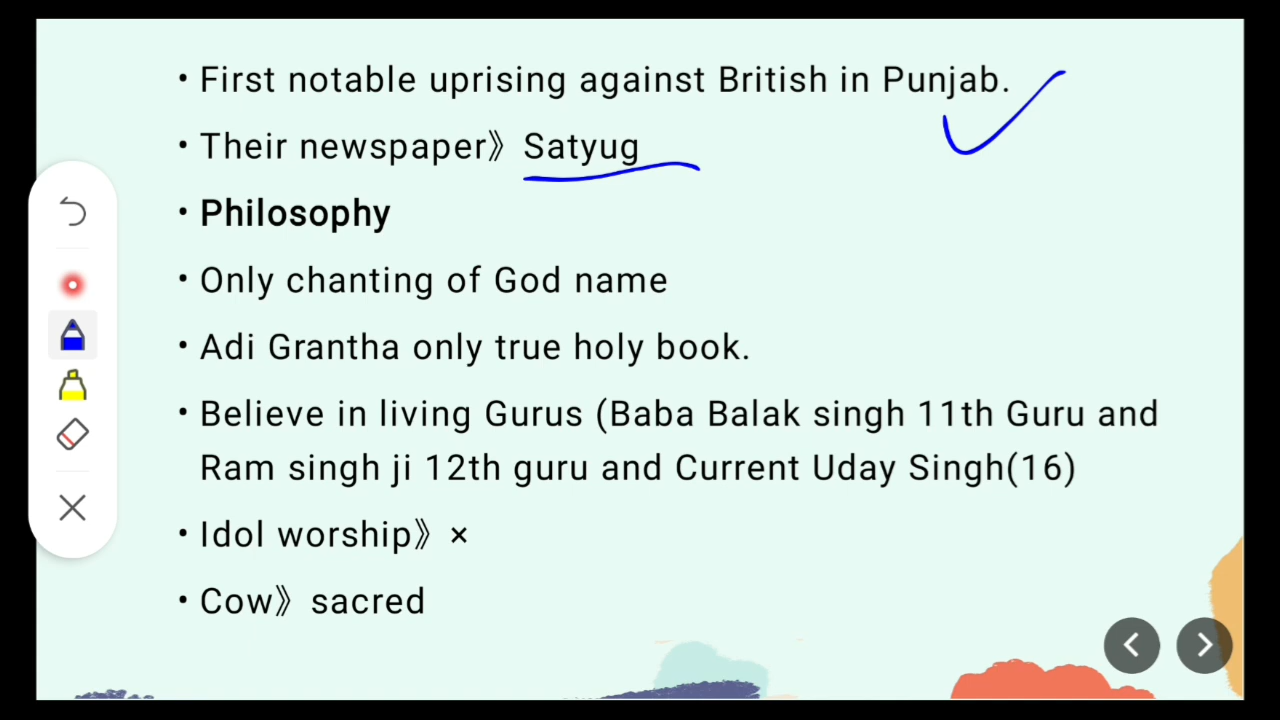 • First notable uprising against British in Punjab.
• Their newspaper》 Satyug
• Philosophy
• Only chanting of God name
• Adi Grantha only true holy book.
• Believe in living Gurus (Baba Balak singh 11th Guru and
Ram singh ji 12th guru and Current Uday Singh(16)
• Idol worship》 ×
• Cow》 sacred